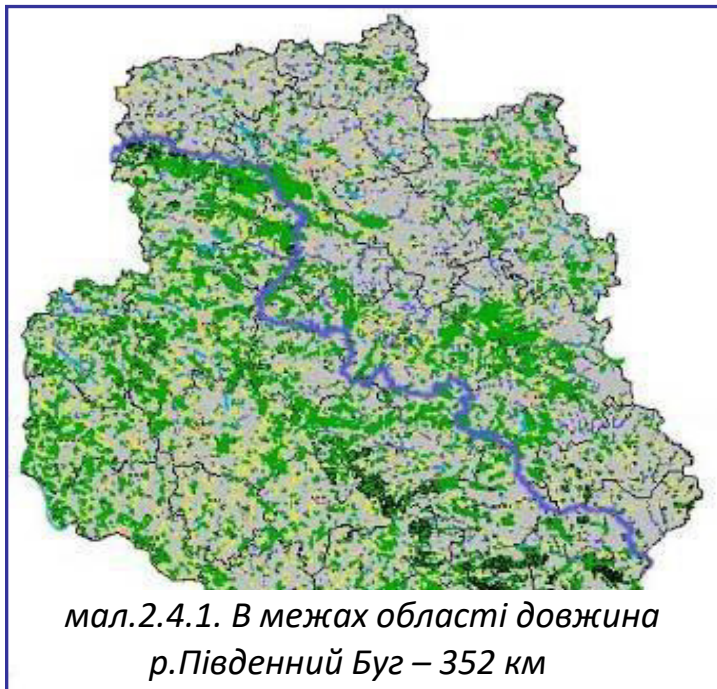 мал.2.4.1. В межах області довжина
р.Південний Буг – 352 км